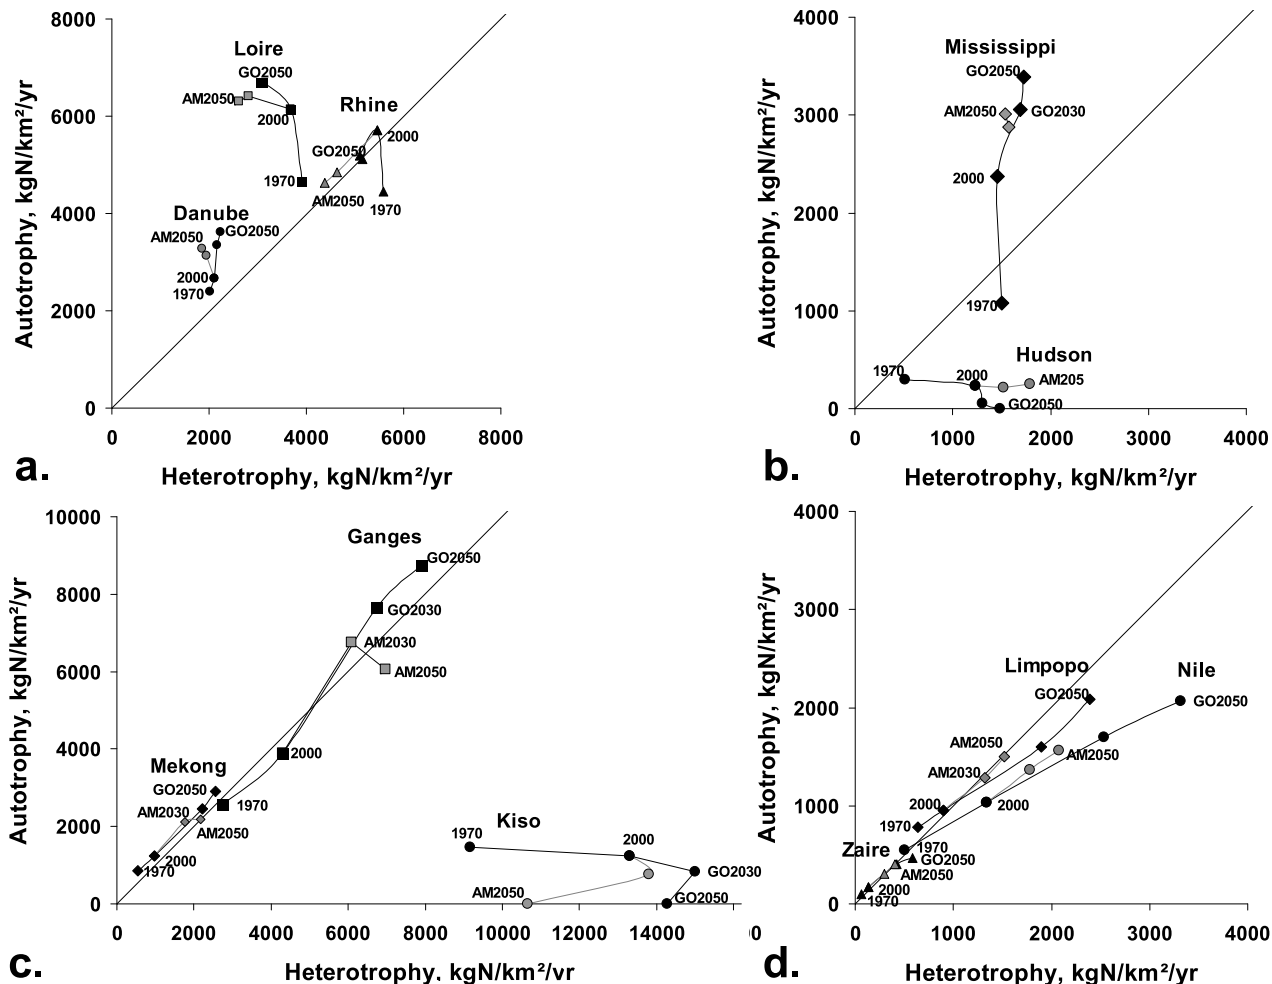 8000
6000
4000
2000
0
Autotrophy, kgN/km²/yr
Loire
GO2050
AM2050
2000
1970
Rhine
2000
GO2050
AM2050
1970
Danube
AM2050
GO2050
2000
1970
0
2000
4000
6000
8000
a.
Heterotrophy, kgN/km²/yr
4000
3000
2000
1000
0
Autotrophy, kgN/km²/yr
Mississippi
GO2050
AM2050
GO2030
2000
1970
Hudson
1970
2000
AM205
GO2050
0
1000
2000
3000
4000
b.
Heterotrophy, kgN/km²/yr
10000
8000
6000
4000
2000
0
Autotrophy, kgN/km²/yr
Ganges
GO2050
GO2030
AM2030
AM2050
2000
1970
Mekong
GO2050
AM2030
AM2050
2000
1970
Kiso
1970
2000
GO2030
AM2050
GO2050
0
2000
4000
6000
8000
10000
12000
14000
0
c.
Heterotrophy, kgN/km²/yr
4000
3000
2000
1000
0
Autotrophy, kgN/km²/yr
Limpopo
GO2050
Nile
GO2050
AM2050
AM2050
AM2030
2000
2000
1970
1970
Zaire
GO2050
AM2050
2000
1970
0
1000
2000
3000
4000
d.
Heterotrophy, kgN/km²/yr